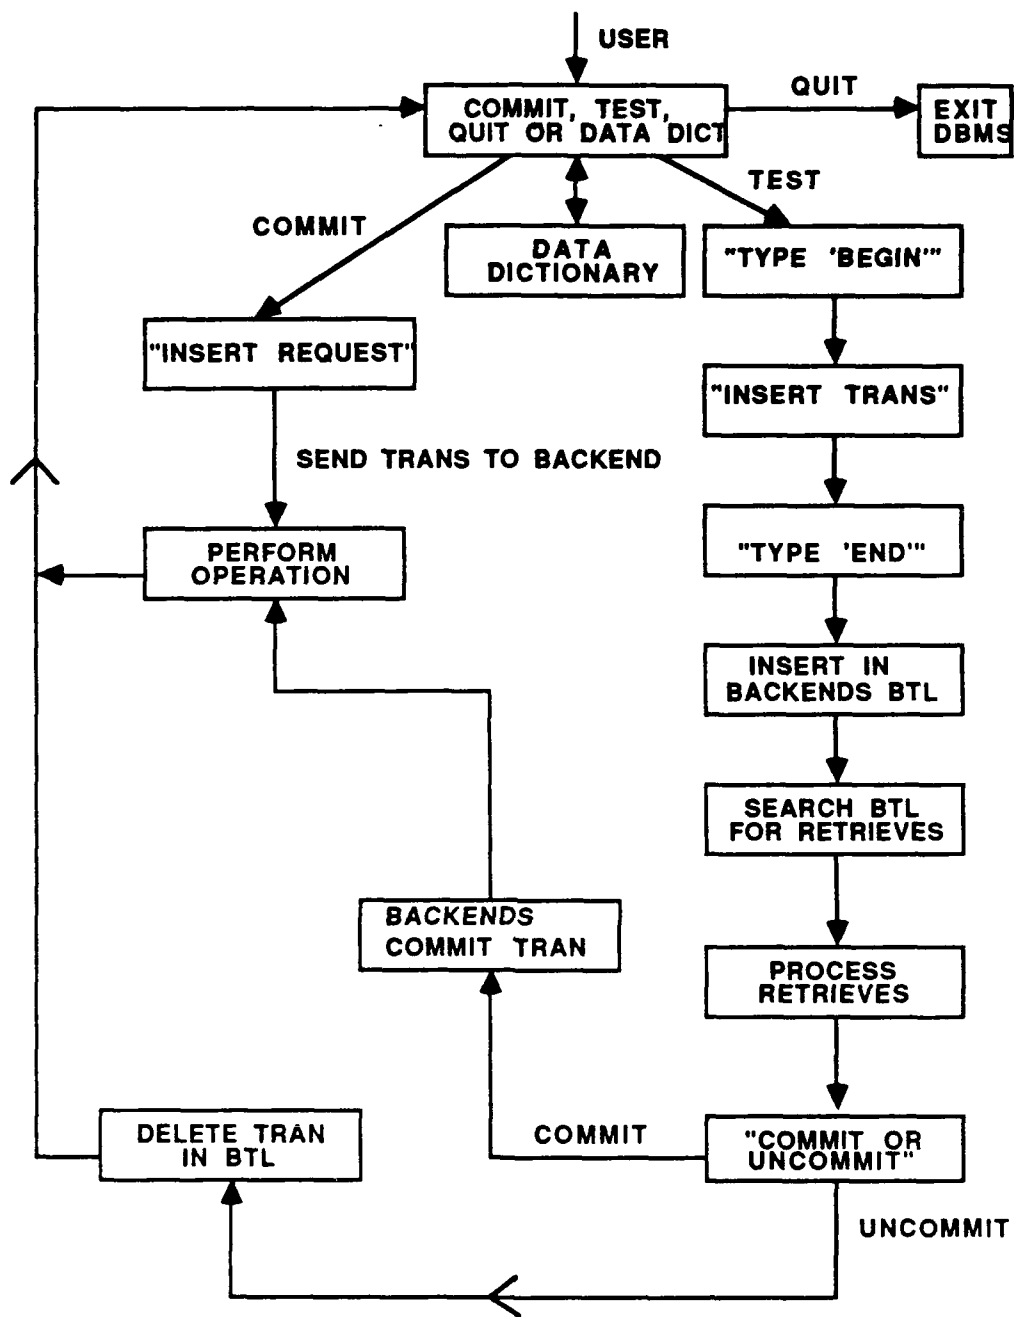 USER
COMMIT, TEST,
QUIT OR DATA DICT
QUIT
EXIT
DBMS
TEST
COMMIT
DATA
DICTIONARY
"TYPE 'BEGIN'"
"INSERT REQUEST"
"INSERT TRANS"
SEND TRANS TO BACKEND
"TYPE 'END'"
PERFORM
OPERATION
INSERT IN
BACKENDS BTL
SEARCH BTL
FOR RETRIEVES
BACKENDS
COMMIT TRAN
PROCESS
RETRIEVES
DELETE TRAN
IN BTL
COMMIT
"COMMIT OR
UNCOMMIT"
UNCOMMIT